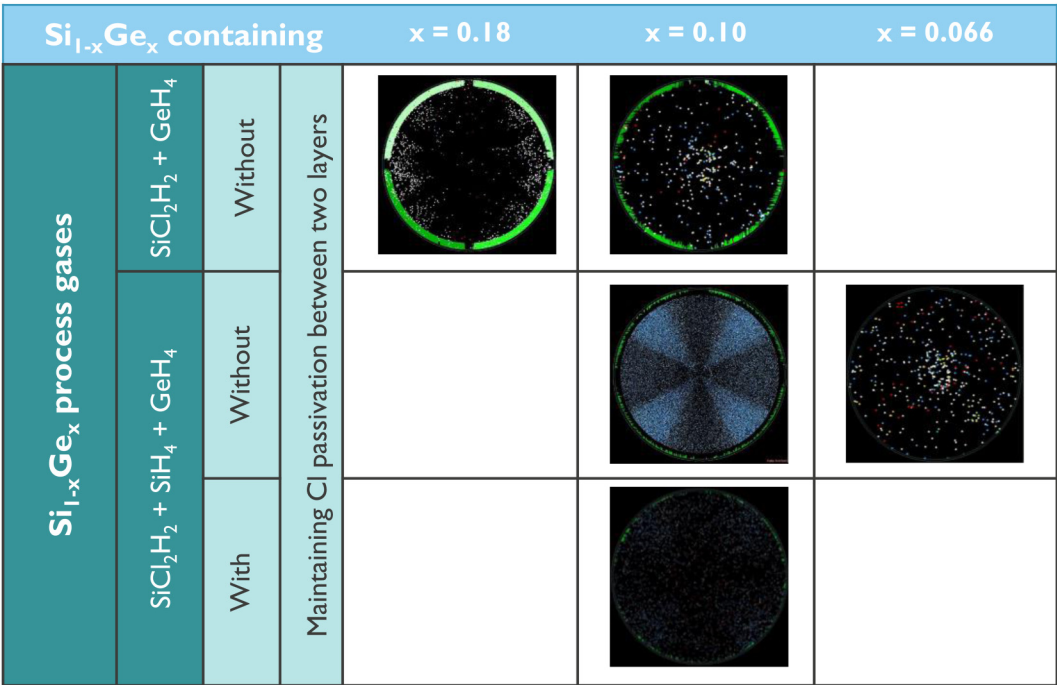 Si₁₋ₓGeₓ containing
x = 0.18
x = 0.10
x = 0.066
Si₁₋ₓGeₓ process gases
SiCl₂H₂ + GeH₄
Without
Maintaining Cl passivation between two layers
SiCl₂H₂ + SiH₄ + GeH₄
Without
With